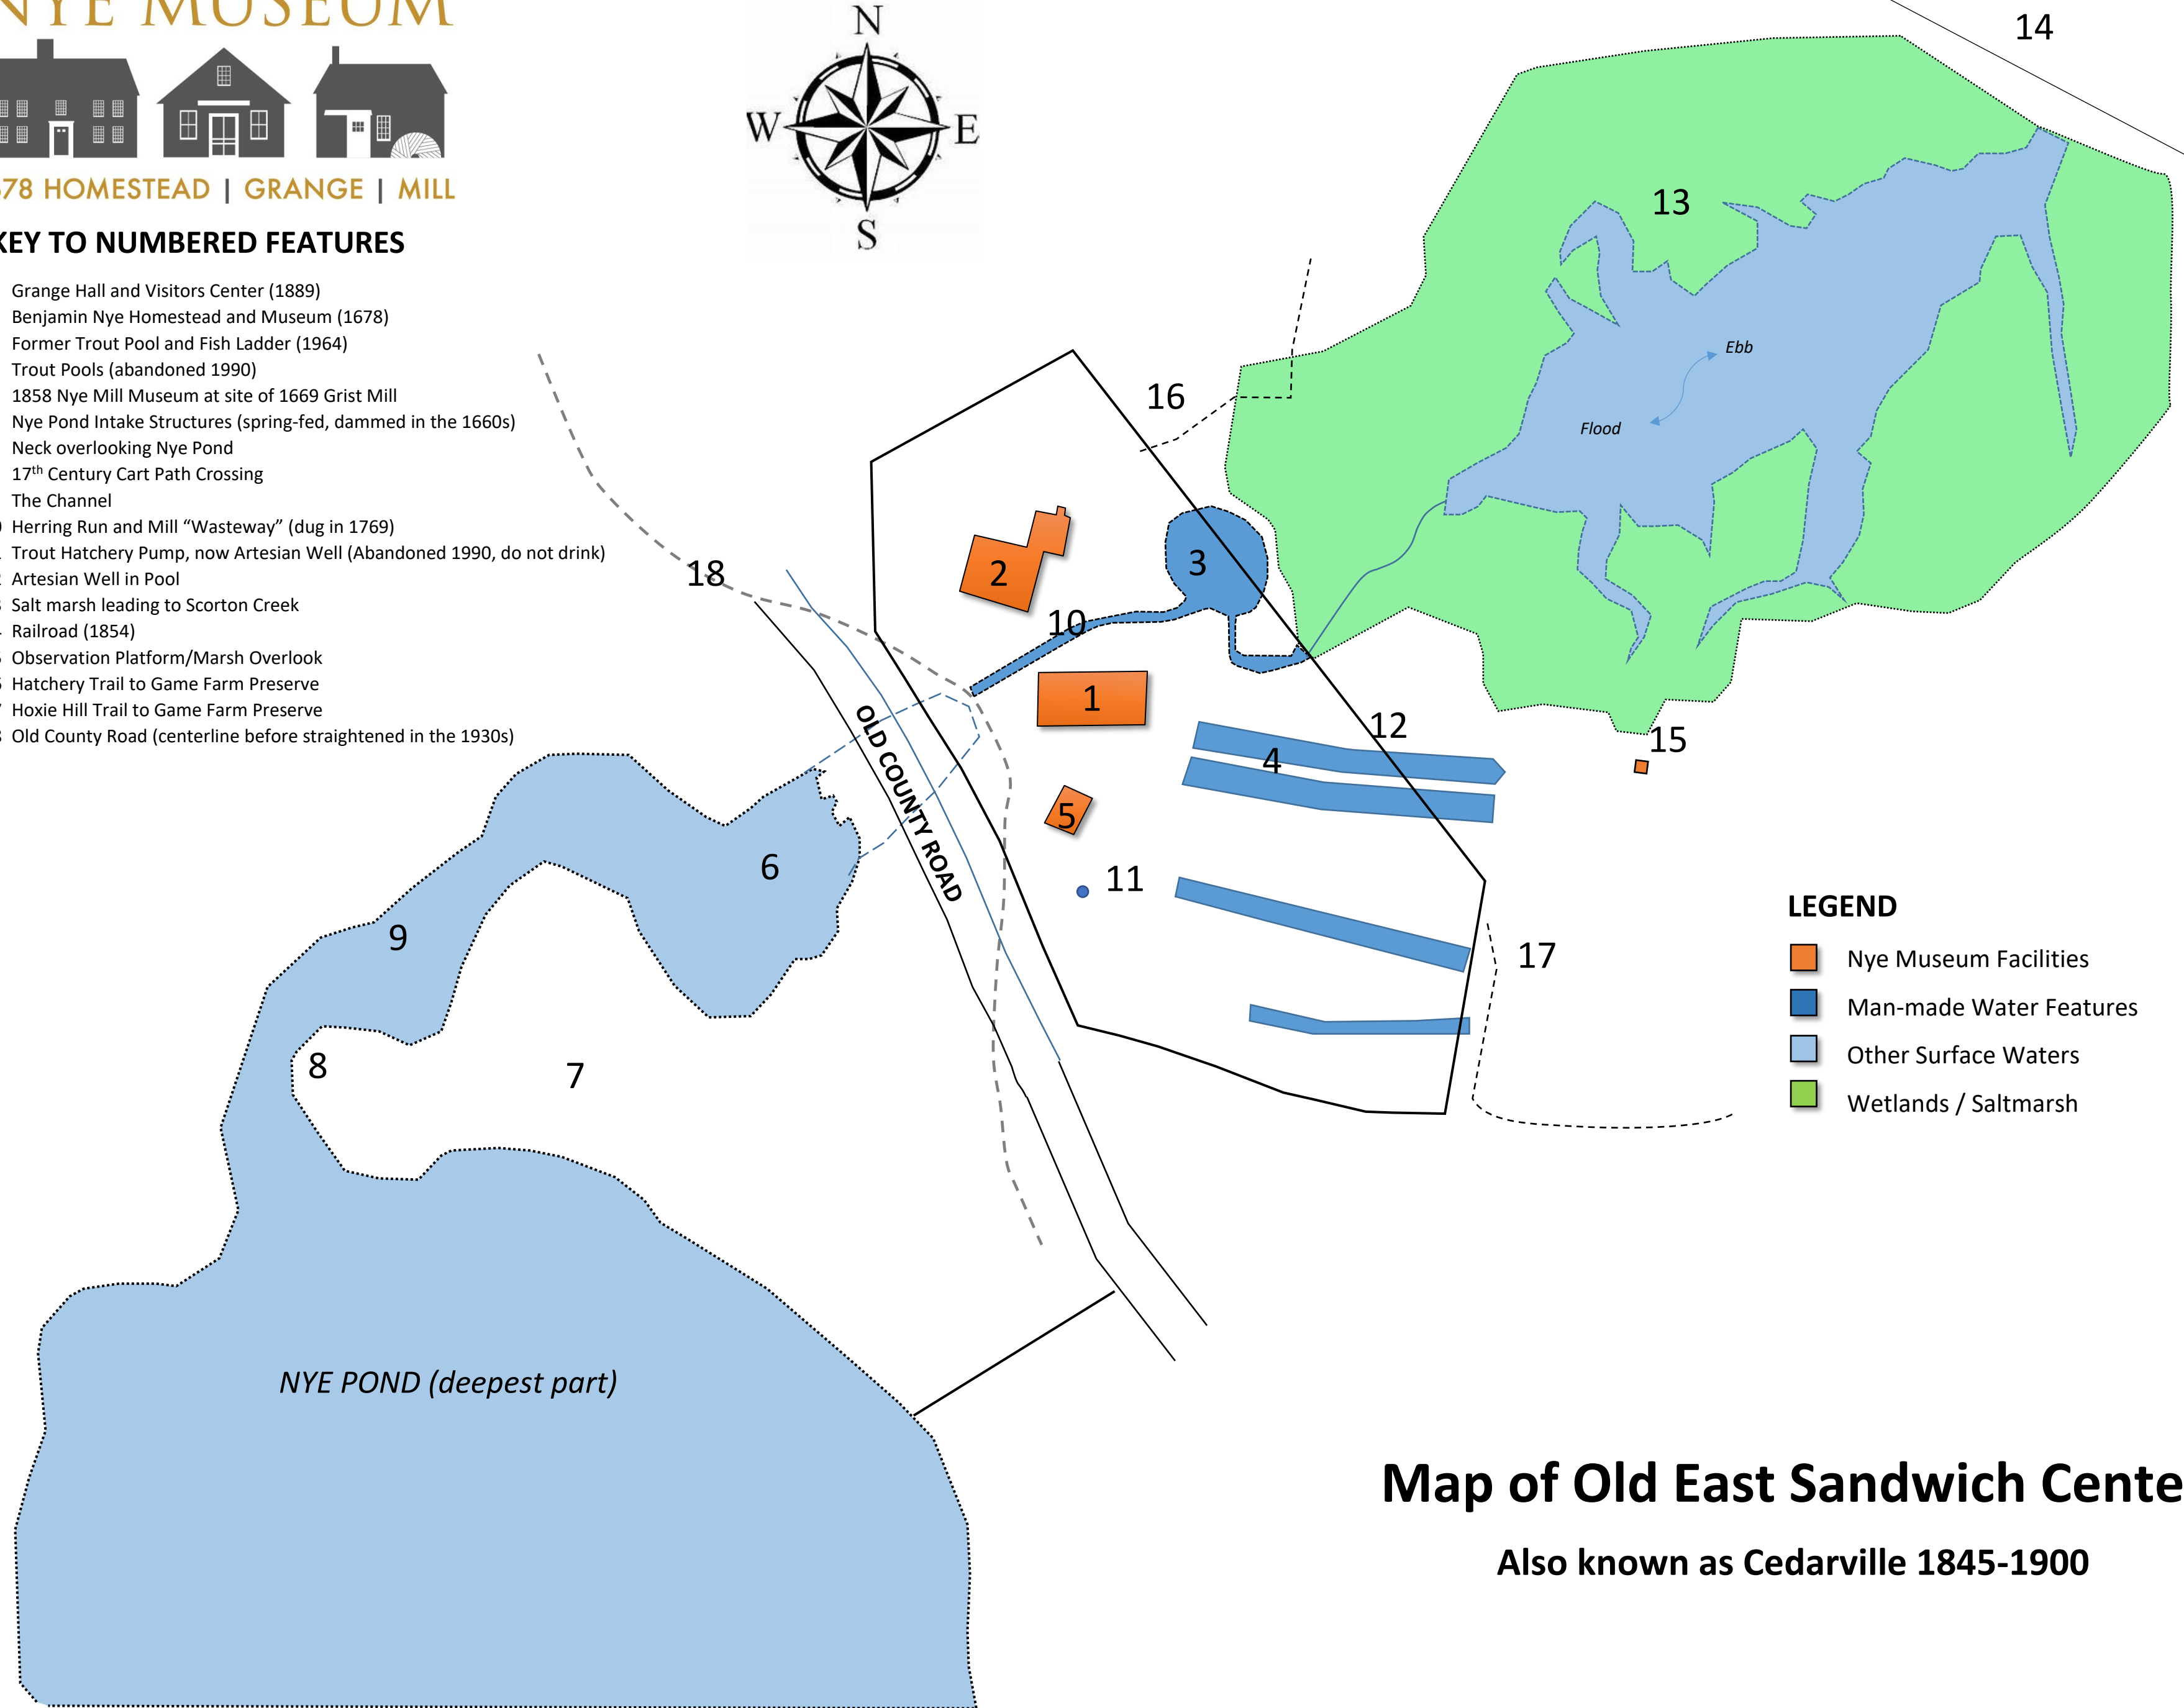 NYE MUSEUM
678 HOMESTEAD | GRANGE | MILL
KEY TO NUMBERED FEATURES
Grange Hall and Visitors Center (1889)
Benjamin Nye Homestead and Museum (1678)
Former Trout Pool and Fish Ladder (1964)
Trout Pools (abandoned 1990)
1858 Nye Mill Museum at site of 1669 Grist Mill
Nye Pond Intake Structures (spring-fed, dammed in the 1660s)
Neck overlooking Nye Pond
17th Century Cart Path Crossing
The Channel
Herring Run and Mill “Wasteway” (dug in 1769)
Trout Hatchery Pump, now Artesian Well (Abandoned 1990, do not drink)
Artesian Well in Pool
Salt marsh leading to Scorton Creek
Railroad (1854)
Observation Platform/Marsh Overlook
Hatchery Trail to Game Farm Preserve
Hoxie Hill Trail to Game Farm Preserve
Old County Road (centerline before straightened in the 1930s)
N
W
E
S
14
13
Ebb
Flood
16
3
2
18
10
1
12
15
4
OLD COUNTY ROAD
5
6
11
9
17
8
7
LEGEND
Nye Museum Facilities
Man-made Water Features
Other Surface Waters
Wetlands / Saltmarsh
NYE POND (deepest part)
Map of Old East Sandwich Cente
Also known as Cedarville 1845-1900